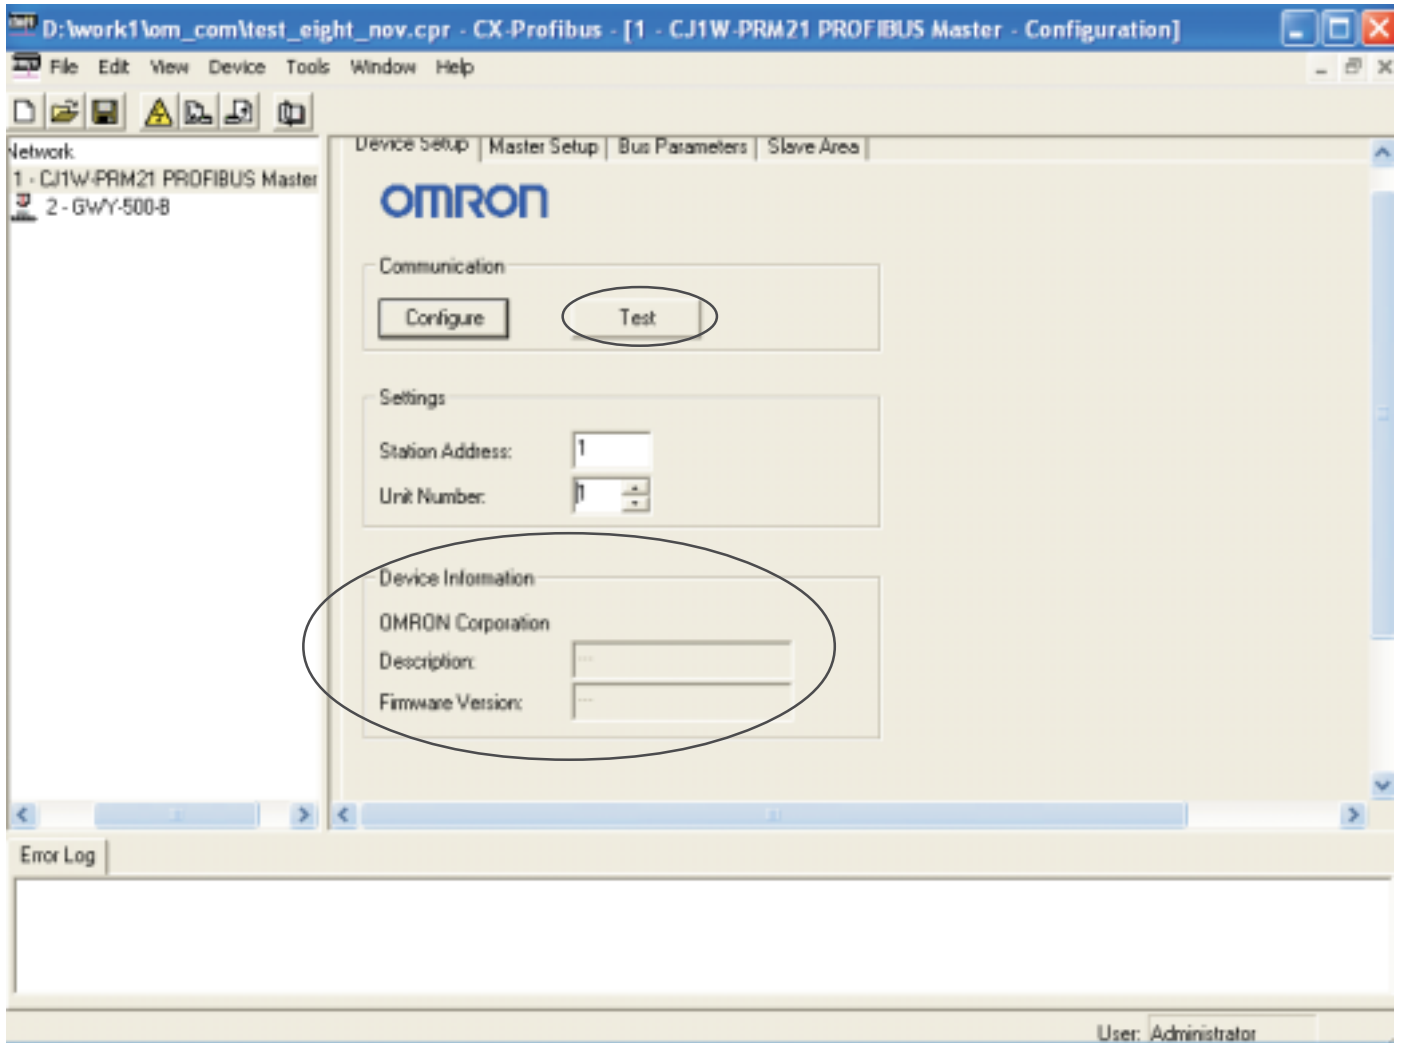 D:\work1\om_com\test_eight_nov.cpr - CX-Profibus - [1 - CJ1W-PRM21 PROFIBUS Master - Configuration]
File Edit View Device Tools Window Help
Network
1 - CJ1W-PRM21 PROFIBUS Master
2 - GWY-500-B
Device Setup Master Setup Bus Parameters Slave Area
OMRON
Communication
Configure Test
Settings
Station Address: 1
Unit Number: 1
Device Information
OMRON Corporation
Description: ...
Firmware Version: ...
Error Log
User: Administrator